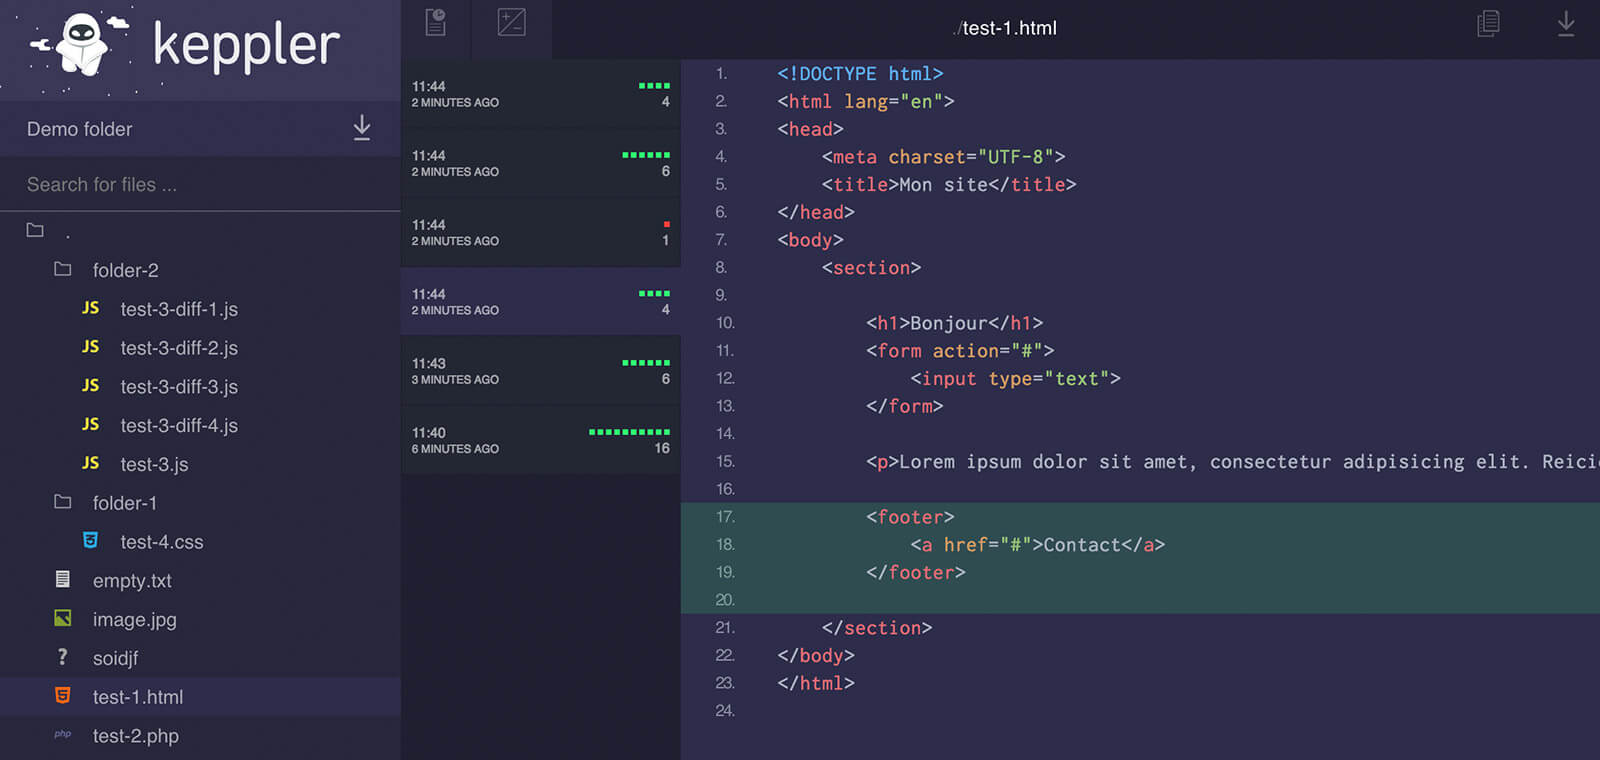 keppler
Demo folder
Search for files ...
.
folder-2
JS test-3-diff-1.js
JS test-3-diff-2.js
JS test-3-diff-3.js
JS test-3-diff-4.js
JS test-3.js
folder-1
test-4.css
empty.txt
image.jpg
? soidjf
5 test-1.html
php test-2.php
11:44
2 MINUTES AGO 4
11:44
2 MINUTES AGO 6
11:44
2 MINUTES AGO 1
11:44
2 MINUTES AGO 4
11:43
3 MINUTES AGO 6
11:40
6 MINUTES AGO 16
./test-1.html
1. <!DOCTYPE html>
2. <html lang="en">
3. <head>
4. <meta charset="UTF-8">
5. <title>Mon site</title>
6. </head>
7. <body>
8. <section>
9.
10. <h1>Bonjour</h1>
11. <form action="#">
12. <input type="text">
13. </form>
14.
15. <p>Lorem ipsum dolor sit amet, consectetur adipisicing elit. Reici
16.
17. <footer>
18. <a href="#">Contact</a>
19. </footer>
20.
21. </section>
22. </body>
23. </html>
24.